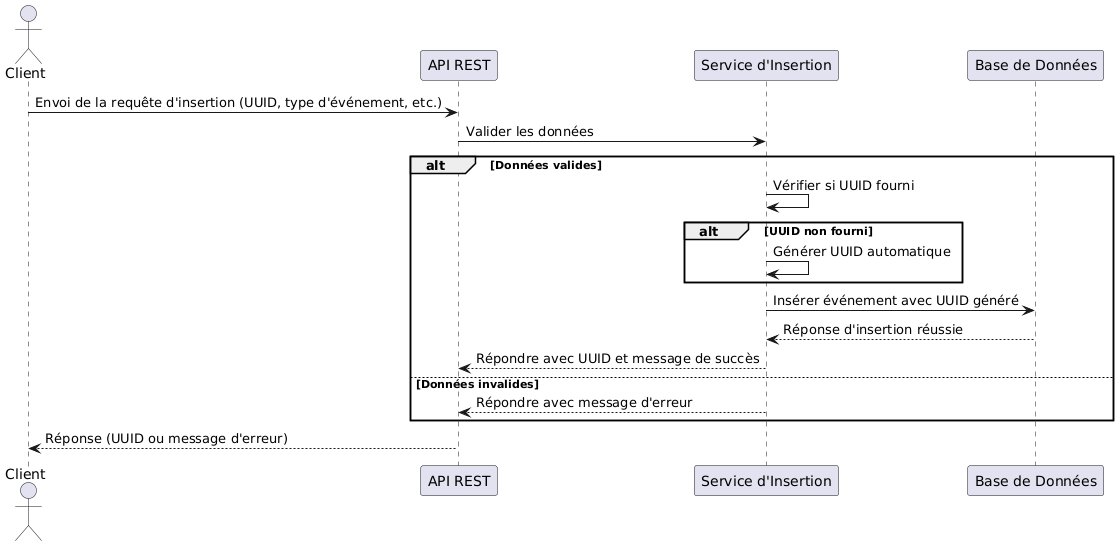 Client
API REST
Service d'Insertion
Base de Données
Envoi de la requête d'insertion (UUID, type d'événement, etc.)
Valider les données
alt
[Données valides]
Vérifier si UUID fourni
alt
[UUID non fourni]
Générer UUID automatique
Insérer événement avec UUID généré
Réponse d'insertion réussie
Répondre avec UUID et message de succès
[Données invalides]
Répondre avec message d'erreur
Réponse (UUID ou message d'erreur)
Client
API REST
Service d'Insertion
Base de Données